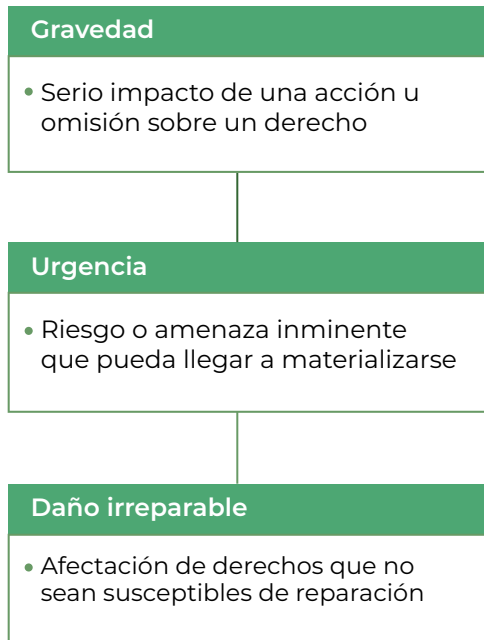 Gravedad
• Serio impacto de una acción u
omisión sobre un derecho
Urgencia
• Riesgo o amenaza inminente
que pueda llegar a materializarse
Daño irreparable
• Afectación de derechos que no
sean susceptibles de reparación